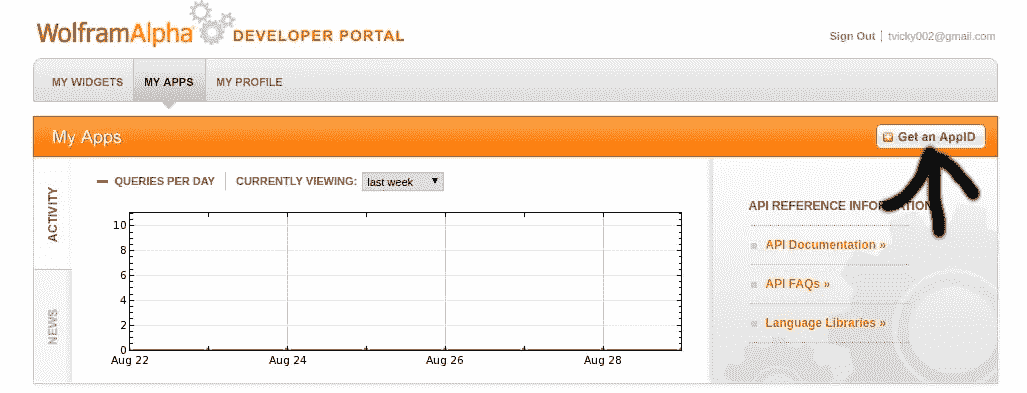 WolframAlpha DEVELOPER PORTAL
Sign Out | tvicky002@gmail.com
MY WIDGETS MY APPS MY PROFILE
My Apps
Get an AppID
ACTIVITY
NEWS
QUERIES PER DAY CURRENTLY VIEWING: last week
10
8
6
4
2
0
Aug 22 Aug 24 Aug 26 Aug 28
API REFERENCE INFORMATION
API Documentation »
API FAQs »
Language Libraries »